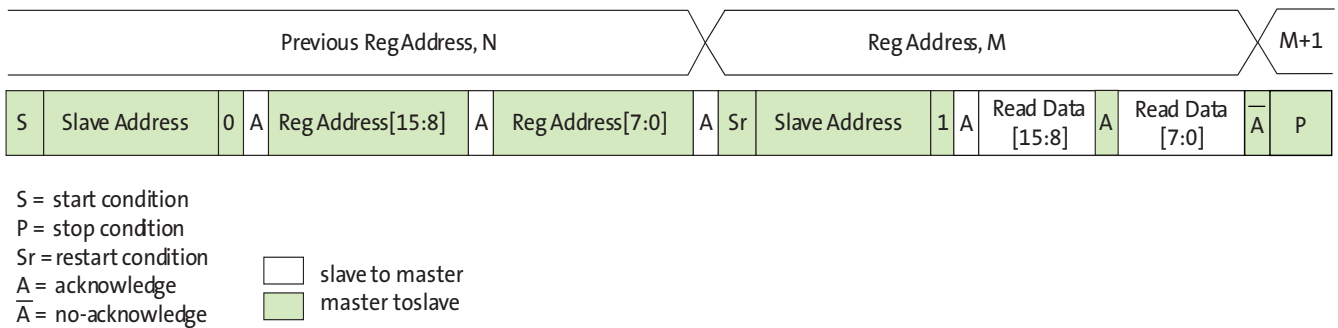 Previous Reg Address, N Reg Address, M M+1
S Slave Address 0 A Reg Address[15:8] A Reg Address[7:0] A Sr Slave Address 1 A Read Data [15:8] A Read Data [7:0] A̅ P
S = start condition
P = stop condition
Sr = restart condition
A = acknowledge
A̅ = no-acknowledge
slave to master
master toslave